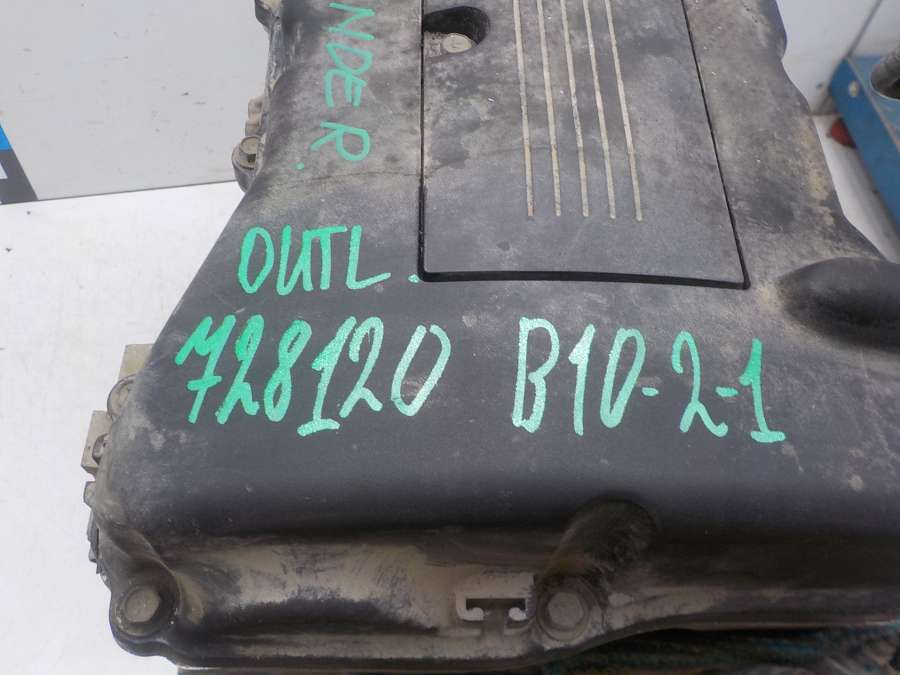 NDER.
OUTL.
728120 B10-2-1